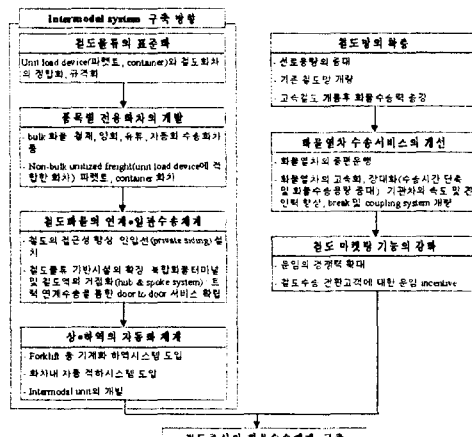 Intermodal system 구축 방향
철도물류의 표준화
Unit load device(파렛트, container)와 철도화차
의 정합화, 규격화
품목별 전용화차의 개발
- bulk 화물 철재, 양회, 유류, 자동차 수송화차
등
- Non-bulk unitized freight(unit load device에 적
합한 화차) 파렛트, container 화차
철도화물의 연계•일관수송체계
- 철도의 접근성 향상 인입선(private siding) 설
치
- 철도물류 기반시설의 확장 복합화물터미널
및 철도역의 거점화(hub & spoke system) 트
럭 연계수송을 통한 door to door 서비스 확립
상•하역의 자동화 체계
- Forklift 등 기계화 하역시스템 도입
- 화차내 자동 적하시스템 도입
- Intermodal unit의 개발
철도망의 확충
- 선로용량의 증대
- 기존 철도망 개량
- 고속철도 개통후 화물수송력 증강
화물열차 수송서비스의 개선
- 화물열차의 증편운행
- 화물열차의 고속화, 장대화(수송시간 단축
및 화물수송용량 증대) 기관차의 속도 및 견
인력 향상, break 및 coupling system 개량
철도 마켓팅 기능의 강화
- 운임의 경쟁력 확대
- 철도수송 전환고객에 대한 운임 incentive